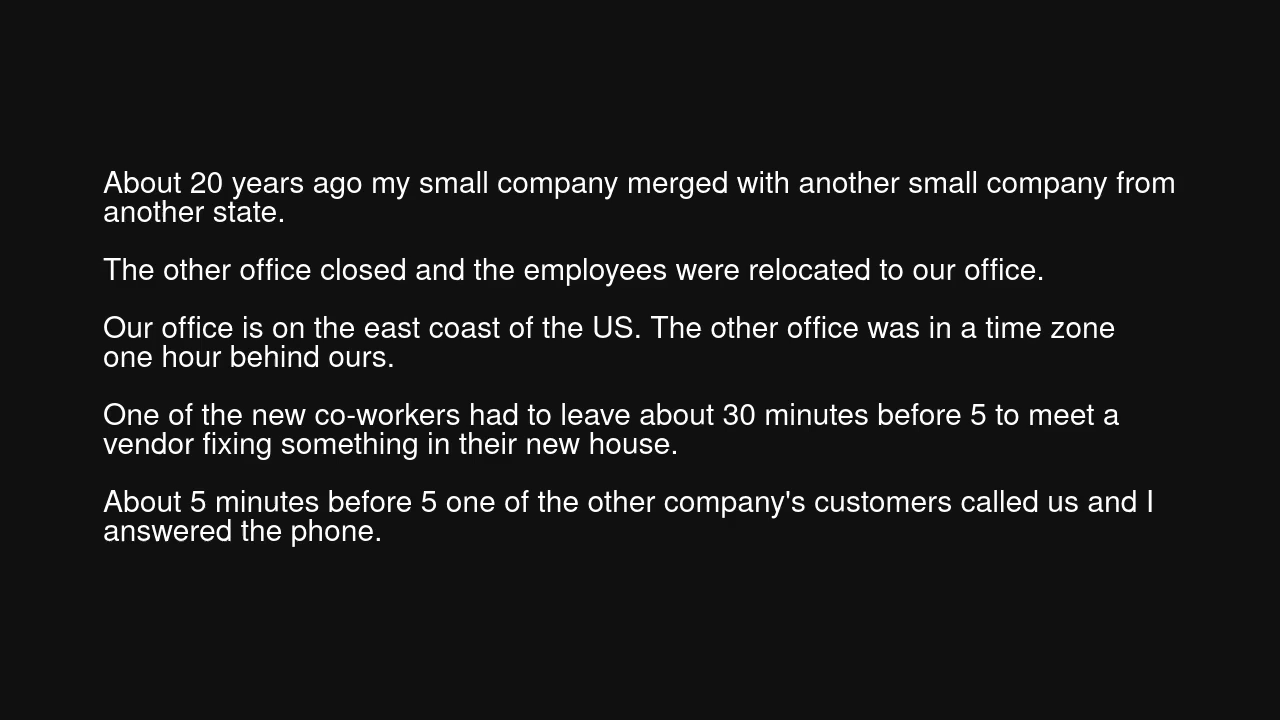 About 20 years ago my small company merged with another small company from
another state.
The other office closed and the employees were relocated to our office.
Our office is on the east coast of the US. The other office was in a time zone
one hour behind ours.
One of the new co-workers had to leave about 30 minutes before 5 to meet a
vendor fixing something in their new house.
About 5 minutes before 5 one of the other company's customers called us and I
answered the phone.